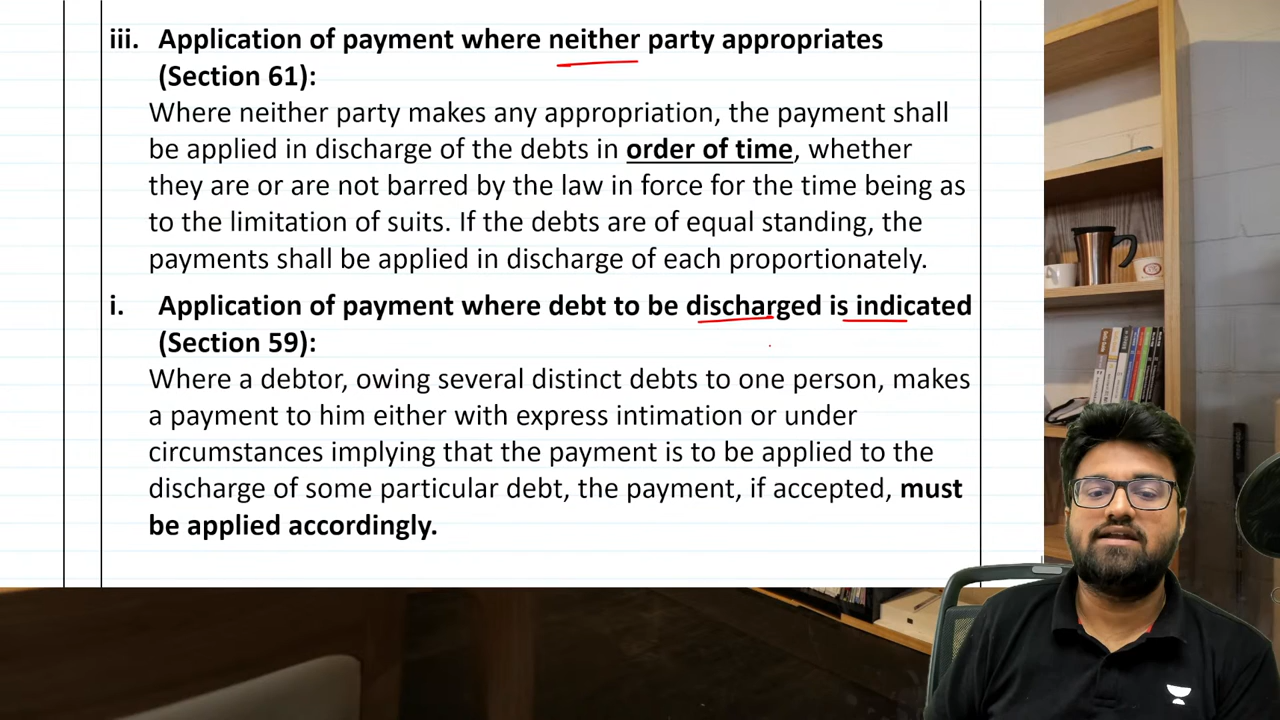 iii. Application of payment where neither party appropriates
(Section 61):
Where neither party makes any appropriation, the payment shall
be applied in discharge of the debts in order of time, whether
they are or are not barred by the law in force for the time being as
to the limitation of suits. If the debts are of equal standing, the
payments shall be applied in discharge of each proportionately.
i. Application of payment where debt to be discharged is indicated
(Section 59):
Where a debtor, owing several distinct debts to one person, makes
a payment to him either with express intimation or under
circumstances implying that the payment is to be applied to the
discharge of some particular debt, the payment, if accepted, must
be applied accordingly.